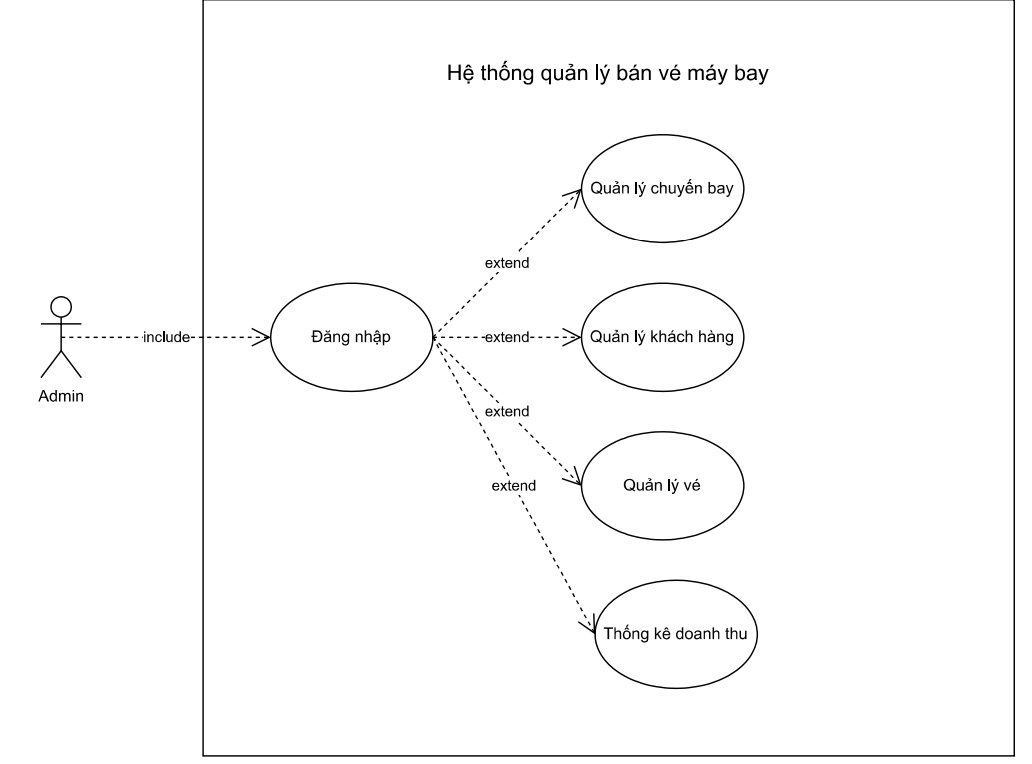 Hệ thống quản lý bán vé máy bay
Quản lý chuyến bay
extend
include
Đăng nhập
extend
Quản lý khách hàng
Admin
extend
extend
Quản lý vé
Thống kê doanh thu